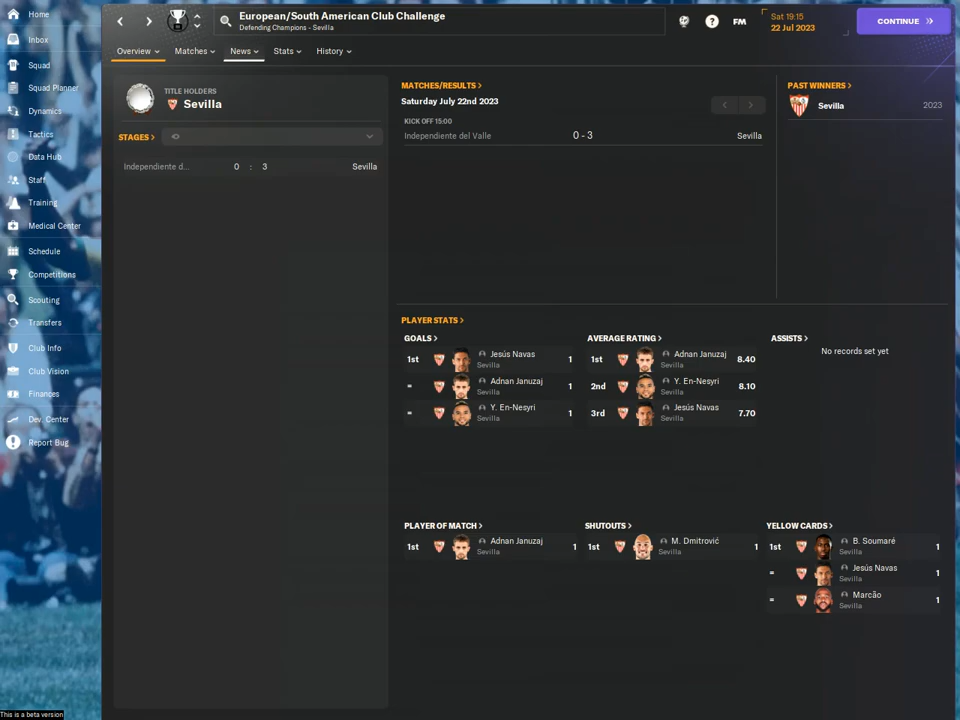 Home
Inbox
Squad
Squad Planner
Dynamics
Tactics
Data Hub
Staff
Training
Medical Center
Schedule
Competitions
Scouting
Transfers
Club Info
Club Vision
Finances
Dev. Center
Report Bug
This is a beta version
European/South American Club Challenge
Defending Champions - Sevilla
?
FM
Sat 19:15
22 Jul 2023
CONTINUE
Overview
Matches
News
Stats
History
TITLE HOLDERS
Sevilla
STAGES
Independiente d... 0 : 3 Sevilla
MATCHES/RESULTS
Saturday July 22nd 2023
KICK OFF 15:00
Independiente del Valle 0 - 3 Sevilla
PAST WINNERS
Sevilla 2023
PLAYER STATS
GOALS
1st Jesús Navas 1
Sevilla
= Adnan Januzaj 1
Sevilla
= Y. En-Nesyri 1
Sevilla
AVERAGE RATING
1st Adnan Januzaj 8.40
Sevilla
2nd Y. En-Nesyri 8.10
Sevilla
3rd Jesús Navas 7.70
Sevilla
ASSISTS
No records set yet
PLAYER OF MATCH
1st Adnan Januzaj 1
Sevilla
SHUTOUTS
1st M. Dmitrović 1
Sevilla
YELLOW CARDS
1st B. Soumaré 1
Sevilla
= Jesús Navas 1
Sevilla
= Marcão 1
Sevilla